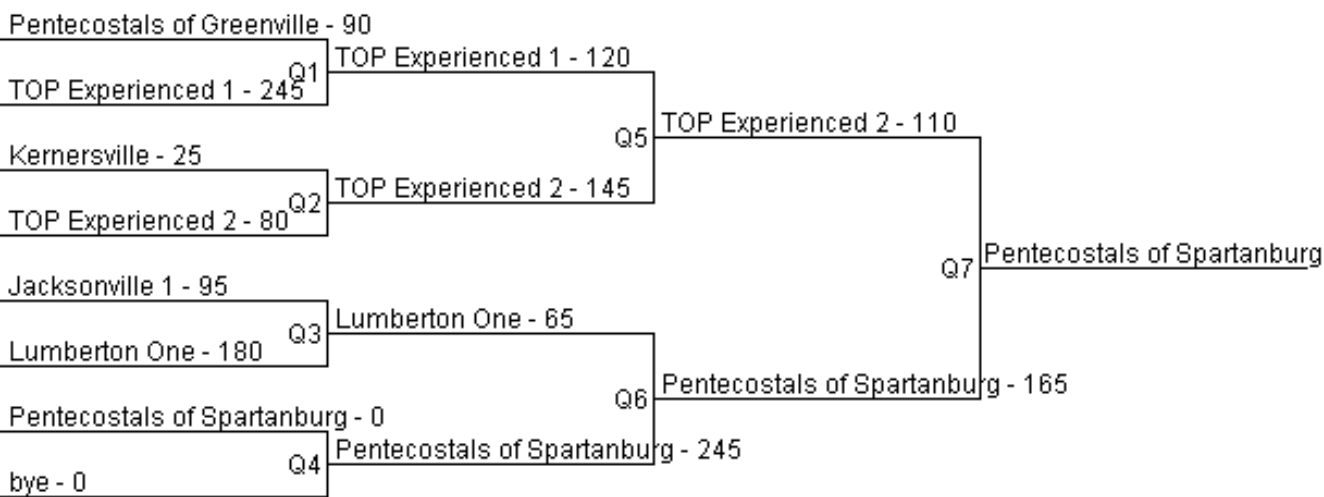 Pentecostals of Greenville - 90
Q1
TOP Experienced 1 - 120
TOP Experienced 1 - 245
Q5
TOP Experienced 2 - 110
Kernersville - 25
Q2
TOP Experienced 2 - 145
TOP Experienced 2 - 80
Q7
Pentecostals of Spartanburg
Jacksonville 1 - 95
Q3
Lumberton One - 65
Lumberton One - 180
Q6
Pentecostals of Spartanburg - 165
Pentecostals of Spartanburg - 0
Q4
Pentecostals of Spartanburg - 245
bye - 0